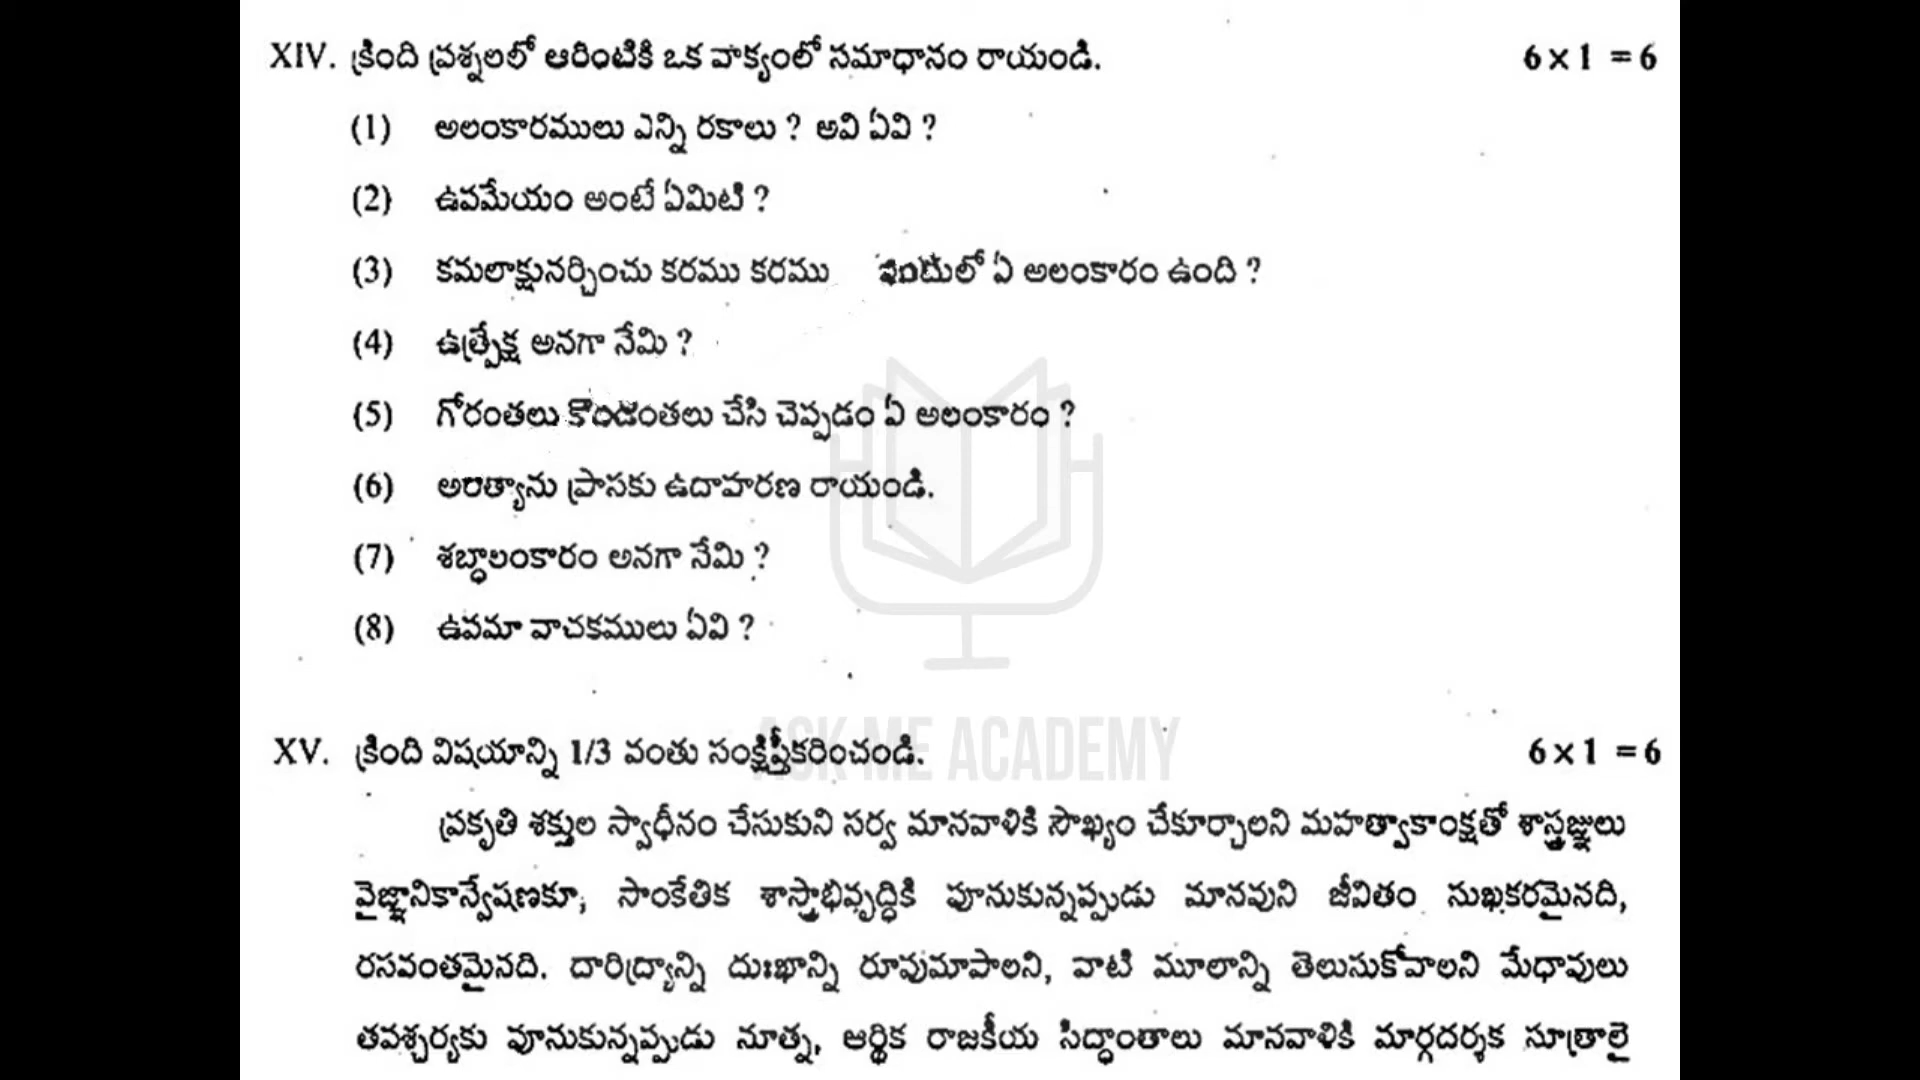 XIV. క్రింది ప్రశ్నలలో ఆరింటికి ఒక వాక్యంలో సమాధానం రాయండి. 6 × 1 = 6
(1) అలంకారములు ఎన్ని రకాలు ? అవి ఏవి ?
(2) ఉపమేయం అంటే ఏమిటి ?
(3) కమలాక్షునర్చించు కరము కరము ఇందులో ఏ అలంకారం ఉంది ?
(4) ఉత్ప్రేక్ష అనగా నేమి ?
(5) గోరంతలు కొండంతలు చేసి చెప్పడం ఏ అలంకారం ?
(6) అంత్యాను ప్రాసకు ఉదాహరణ రాయండి.
(7) శబ్ధాలంకారం అనగా నేమి ?
(8) ఉపమా వాచకములు ఏవి ?
ASK ME ACADEMY
XV. క్రింది విషయాన్ని 1/3 వంతు సంక్షిప్తీకరించండి. 6 × 1 = 6
ప్రకృతి శక్తుల స్వాధీనం చేసుకుని సర్వ మానవాళికి సౌఖ్యం చేకూర్చాలని మహత్వాకాంక్షతో శాస్త్రజ్ఞులు
వైజ్ఞానికాన్వేషణకూ, సాంకేతిక శాస్త్రాభివృద్ధికి పూనుకున్నప్పుడు మానవుని జీవితం సుఖకరమైనది,
రసవంతమైనది. దారిద్ర్యాన్ని దుఃఖాన్ని రూపుమాపాలని, వాటి మూలాన్ని తెలుసుకోవాలని మేధావులు
తపశ్చర్యకు పూనుకున్నప్పుడు నూత్న, ఆర్థిక రాజకీయ సిద్ధాంతాలు మానవాళికి మార్గదర్శక సూత్రాలై